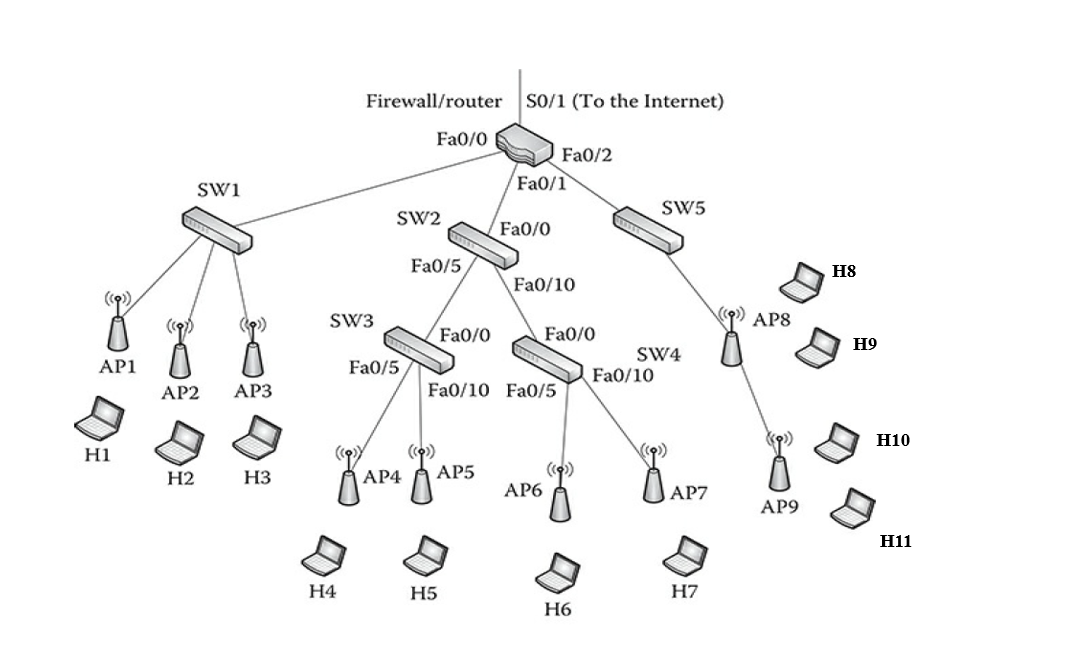 Firewall/router
S0/1 (To the Internet)
Fa0/0
Fa0/2
Fa0/1
SW1
SW2
Fa0/0
SW5
Fa0/5
Fa0/10
H8
SW3
Fa0/0
Fa0/0
AP8
H9
Fa0/5
SW4
AP1
Fa0/10
Fa0/5
Fa0/10
AP2
AP3
H1
H10
H2
H3
AP4
AP5
AP6
AP7
AP9
H11
H4
H5
H6
H7